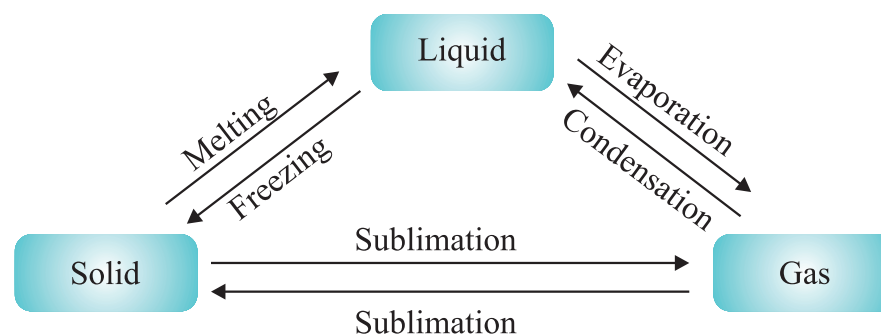 Liquid
Melting
Freezing
Evaporation
Condensation
Solid
Sublimation
Gas
Sublimation